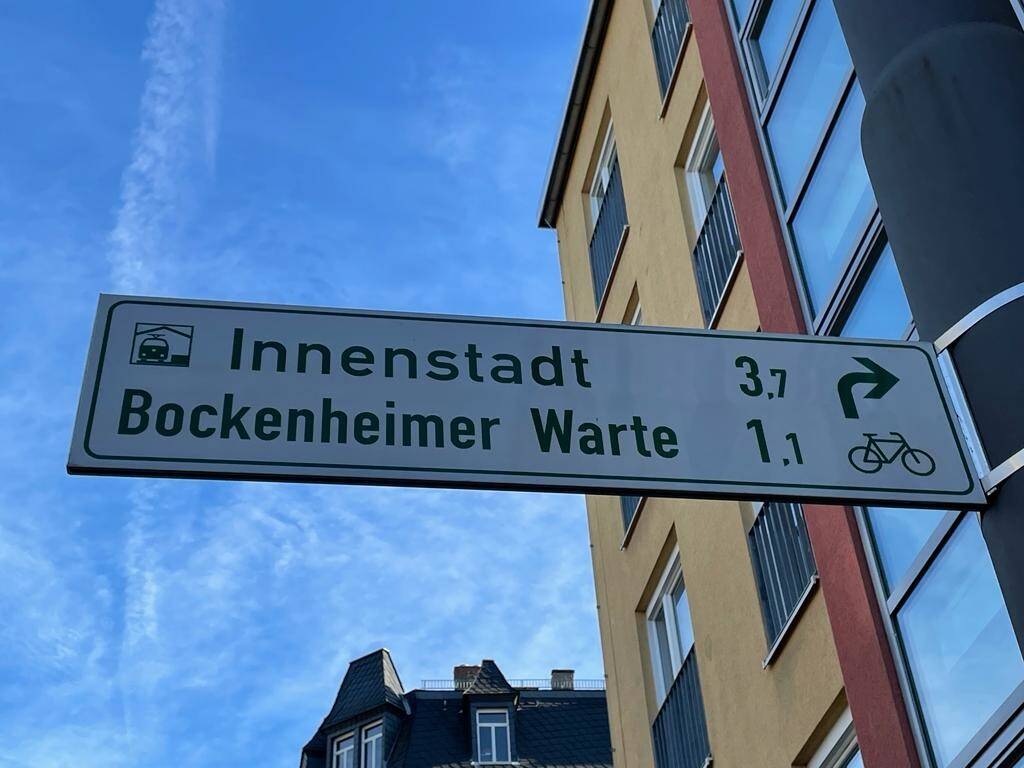 Innenstadt 3,7
Bockenheimer Warte 1,1